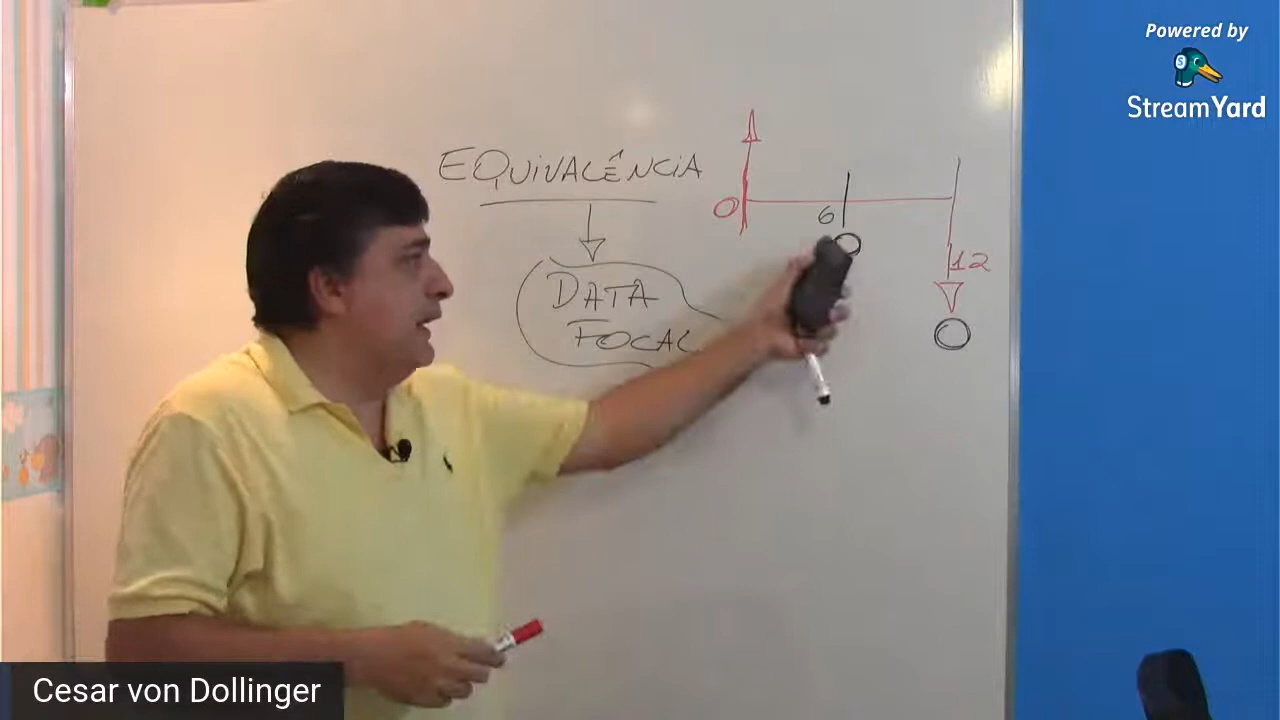 Powered by
StreamYard
EQUIVALÊNCIA
0
6
12
DATA
FOCAL
Cesar von Dollinger